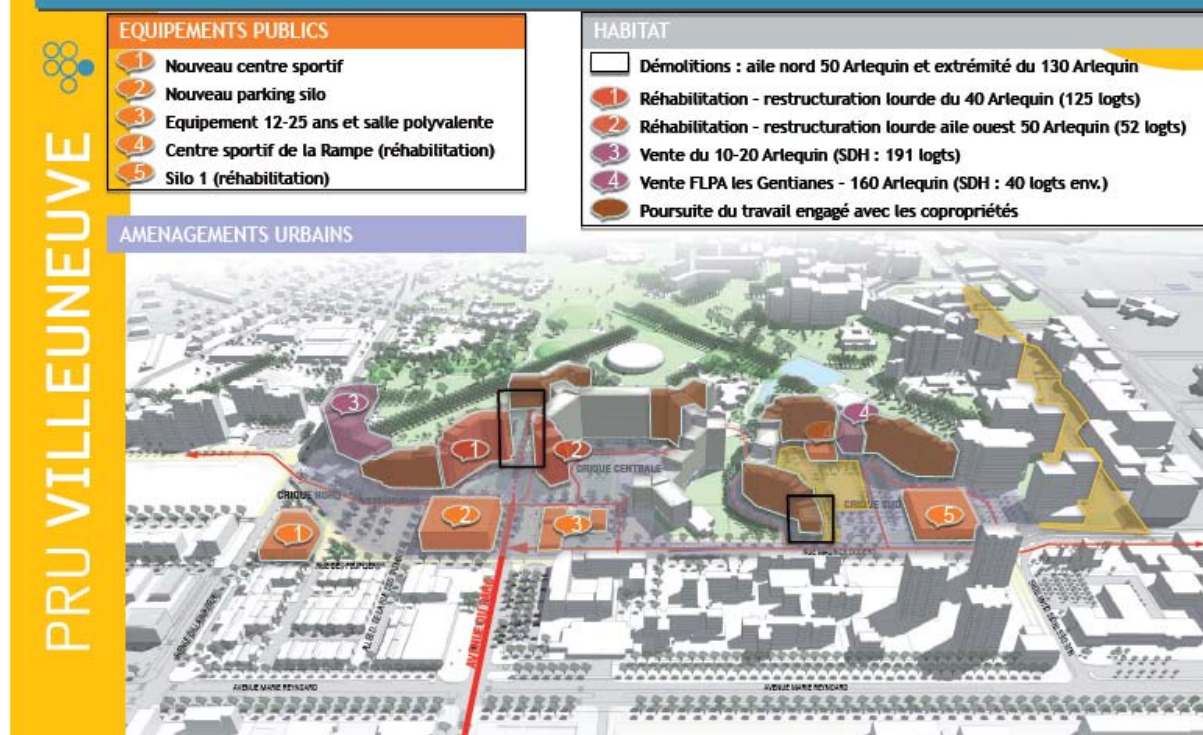 PRU VILLEUNEUVE
EQUIPEMENTS PUBLICS
1 Nouveau centre sportif
2 Nouveau parking silo
3 Equipement 12-25 ans et salle polyvalente
4 Centre sportif de la Rampe (réhabilitation)
5 Silo 1 (réhabilitation)
AMENAGEMENTS URBAINS
HABITAT
Démolitions : aile nord 50 Arlequin et extrémité du 130 Arlequin
1 Réhabilitation - restructuration lourde du 40 Arlequin (125 logts)
2 Réhabilitation - restructuration lourde aile ouest 50 Arlequin (52 logts)
3 Vente du 10-20 Arlequin (SDH : 191 logts)
4 Vente FLPA les Gentianes - 160 Arlequin (SDH : 40 logts env.)
Poursuite du travail engagé avec les copropriétés
3
4
4
1
2
CRIQUE CENTRALE
CRIQUE NORD
CRIQUE SUD
1
2
3
5
AVENUE MARIE REYNOARD
AVENUE MARIE REYNOARD